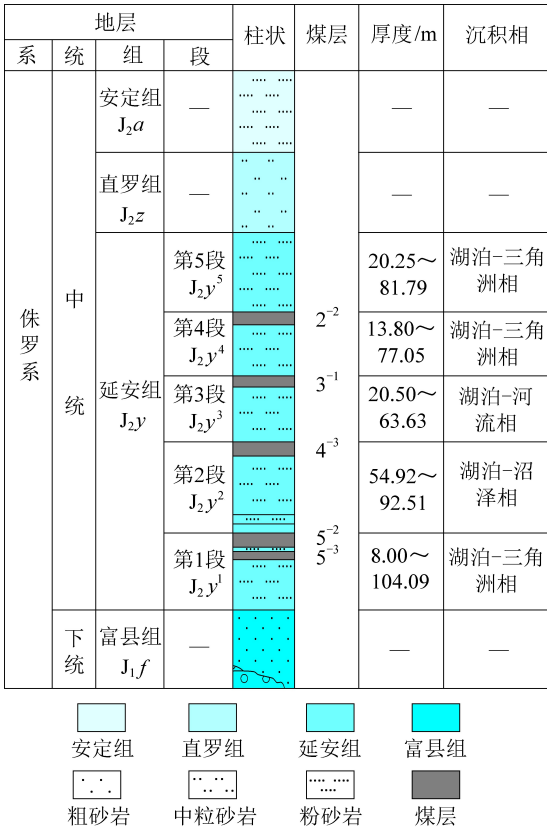 地层
柱状
煤层
厚度/m
沉积相
系
统
组
段
安定组
J₂a
—
—
—
直罗组
J₂z
—
—
—
侏罗系
中统
延安组
J₂y
第5段
J₂y⁵
20.25～
81.79
湖泊-三角
洲相
2⁻²
第4段
J₂y⁴
13.80～
77.05
湖泊-三角
洲相
3⁻¹
第3段
J₂y³
20.50～
63.63
湖泊-河
流相
4⁻³
第2段
J₂y²
54.92～
92.51
湖泊-沼
泽相
5⁻²
5⁻³
第1段
J₂y¹
8.00～
104.09
湖泊-三角
洲相
下统
富县组
J₁f
—
—
—
安定组
直罗组
延安组
富县组
粗砂岩
中粒砂岩
粉砂岩
煤层